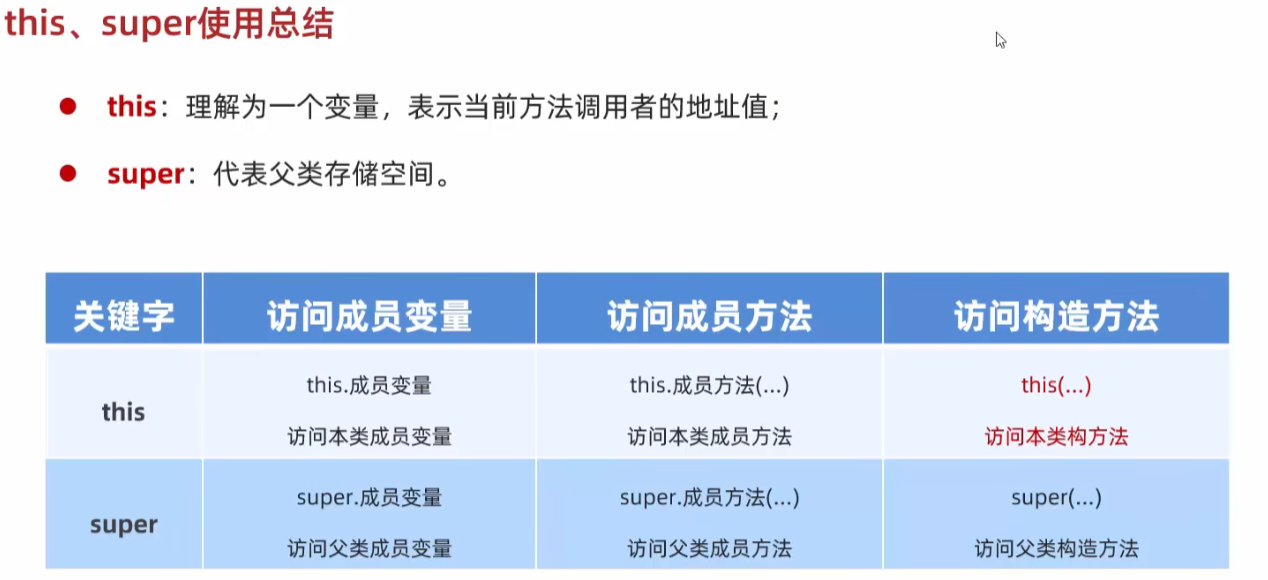 this、super使用总结
this：理解为一个变量，表示当前方法调用者的地址值；
super：代表父类存储空间。
关键字 访问成员变量 访问成员方法 访问构造方法
this
this.成员变量
访问本类成员变量
this.成员方法(...)
访问本类成员方法
this(...)
访问本类构方法
super
super.成员变量
访问父类成员变量
super.成员方法(...)
访问父类成员方法
super(...)
访问父类构造方法